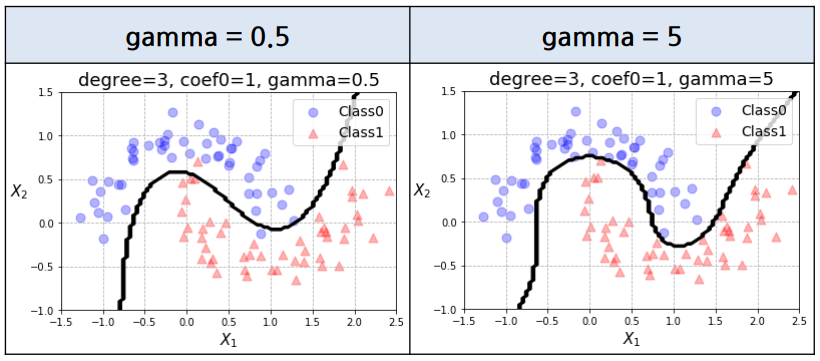 gamma = 0.5
gamma = 5
degree=3, coef0=1, gamma=0.5
1.5
1.0
0.5
0.0
−0.5
−1.0
X2
Class0
Class1
−1.5 −1.0 −0.5 0.0 0.5 1.0 1.5 2.0 2.5
X1
degree=3, coef0=1, gamma=5
1.5
1.0
0.5
0.0
−0.5
−1.0
X2
Class0
Class1
−1.5 −1.0 −0.5 0.0 0.5 1.0 1.5 2.0 2.5
X1